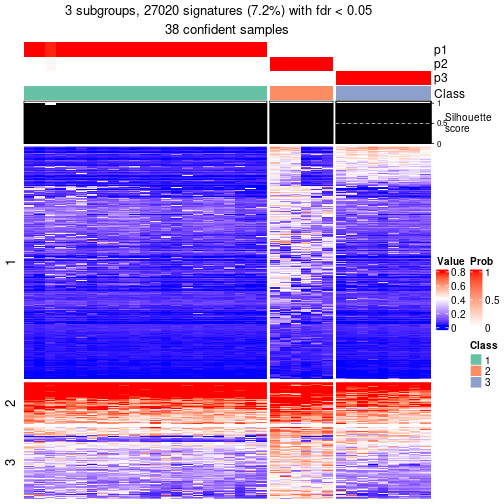 3 subgroups, 27020 signatures (7.2%) with fdr < 0.05
38 confident samples
p1
p2
p3
Class
1
0.5
0
Silhouette
score
1
2
3
Value
0.8
0.6
0.4
0.2
0
Prob
1
0.5
0
Class
1
2
3